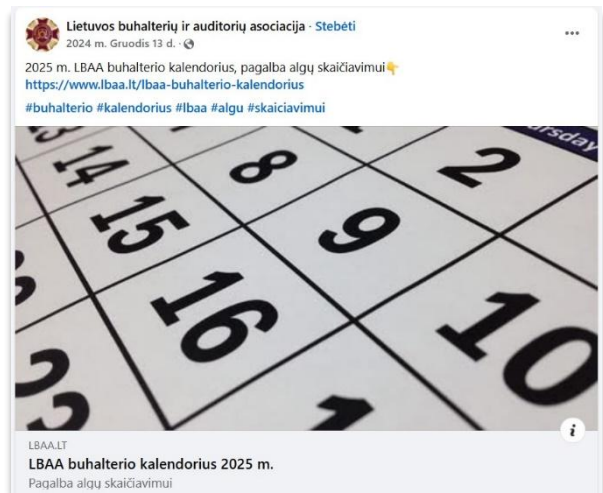 Lietuvos buhalterių ir auditorių asociacija · Stebėti
2024 m. Gruodis 13 d. ·
2025 m. LBAA buhalterio kalendorius, pagalba algų skaičiavimui👇
https://www.lbaa.lt/lbaa-buhalterio-kalendorius
#buhalterio #kalendorius #lbaa #algu #skaiciavimui
14 8 2
15 9
16 10
LBAA.LT
LBAA buhalterio kalendorius 2025 m.
Pagalba algų skaičiavimui